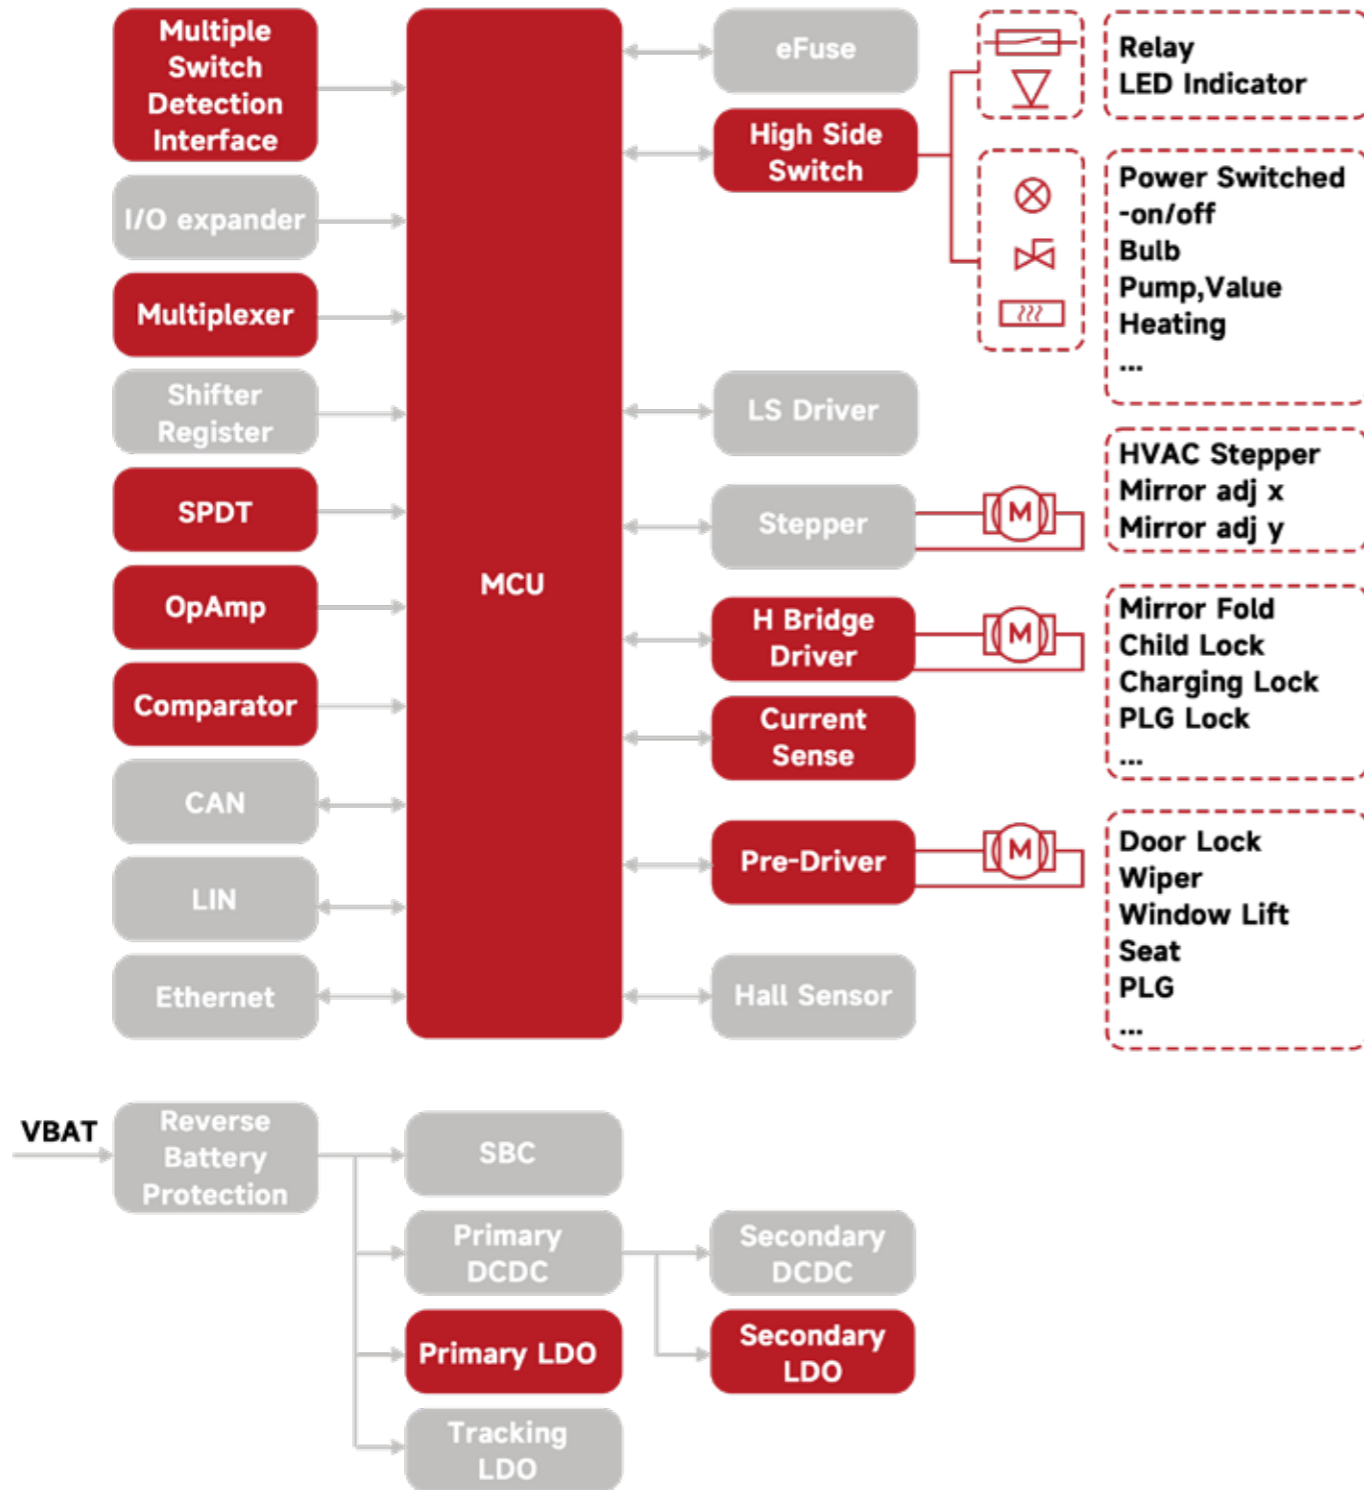 Multiple
Switch
Detection
Interface
I/O expander
Multiplexer
Shifter
Register
SPDT
OpAmp
Comparator
CAN
LIN
Ethernet
MCU
eFuse
High Side
Switch
LS Driver
Stepper
H Bridge
Driver
Current
Sense
Pre-Driver
Hall Sensor
M
M
M
Relay
LED Indicator
Power Switched
-on/off
Bulb
Pump,Value
Heating
...
HVAC Stepper
Mirror adj x
Mirror adj y
Mirror Fold
Child Lock
Charging Lock
PLG Lock
...
Door Lock
Wiper
Window Lift
Seat
PLG
...
VBAT
Reverse
Battery
Protection
SBC
Primary
DCDC
Primary LDO
Tracking
LDO
Secondary
DCDC
Secondary
LDO